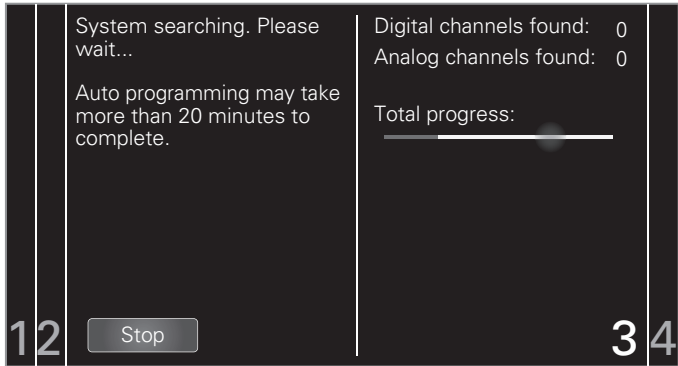 System searching. Please
wait...
Auto programming may take
more than 20 minutes to
complete.
Digital channels found: 0
Analog channels found: 0
Total progress:
Stop
1
2
3
4